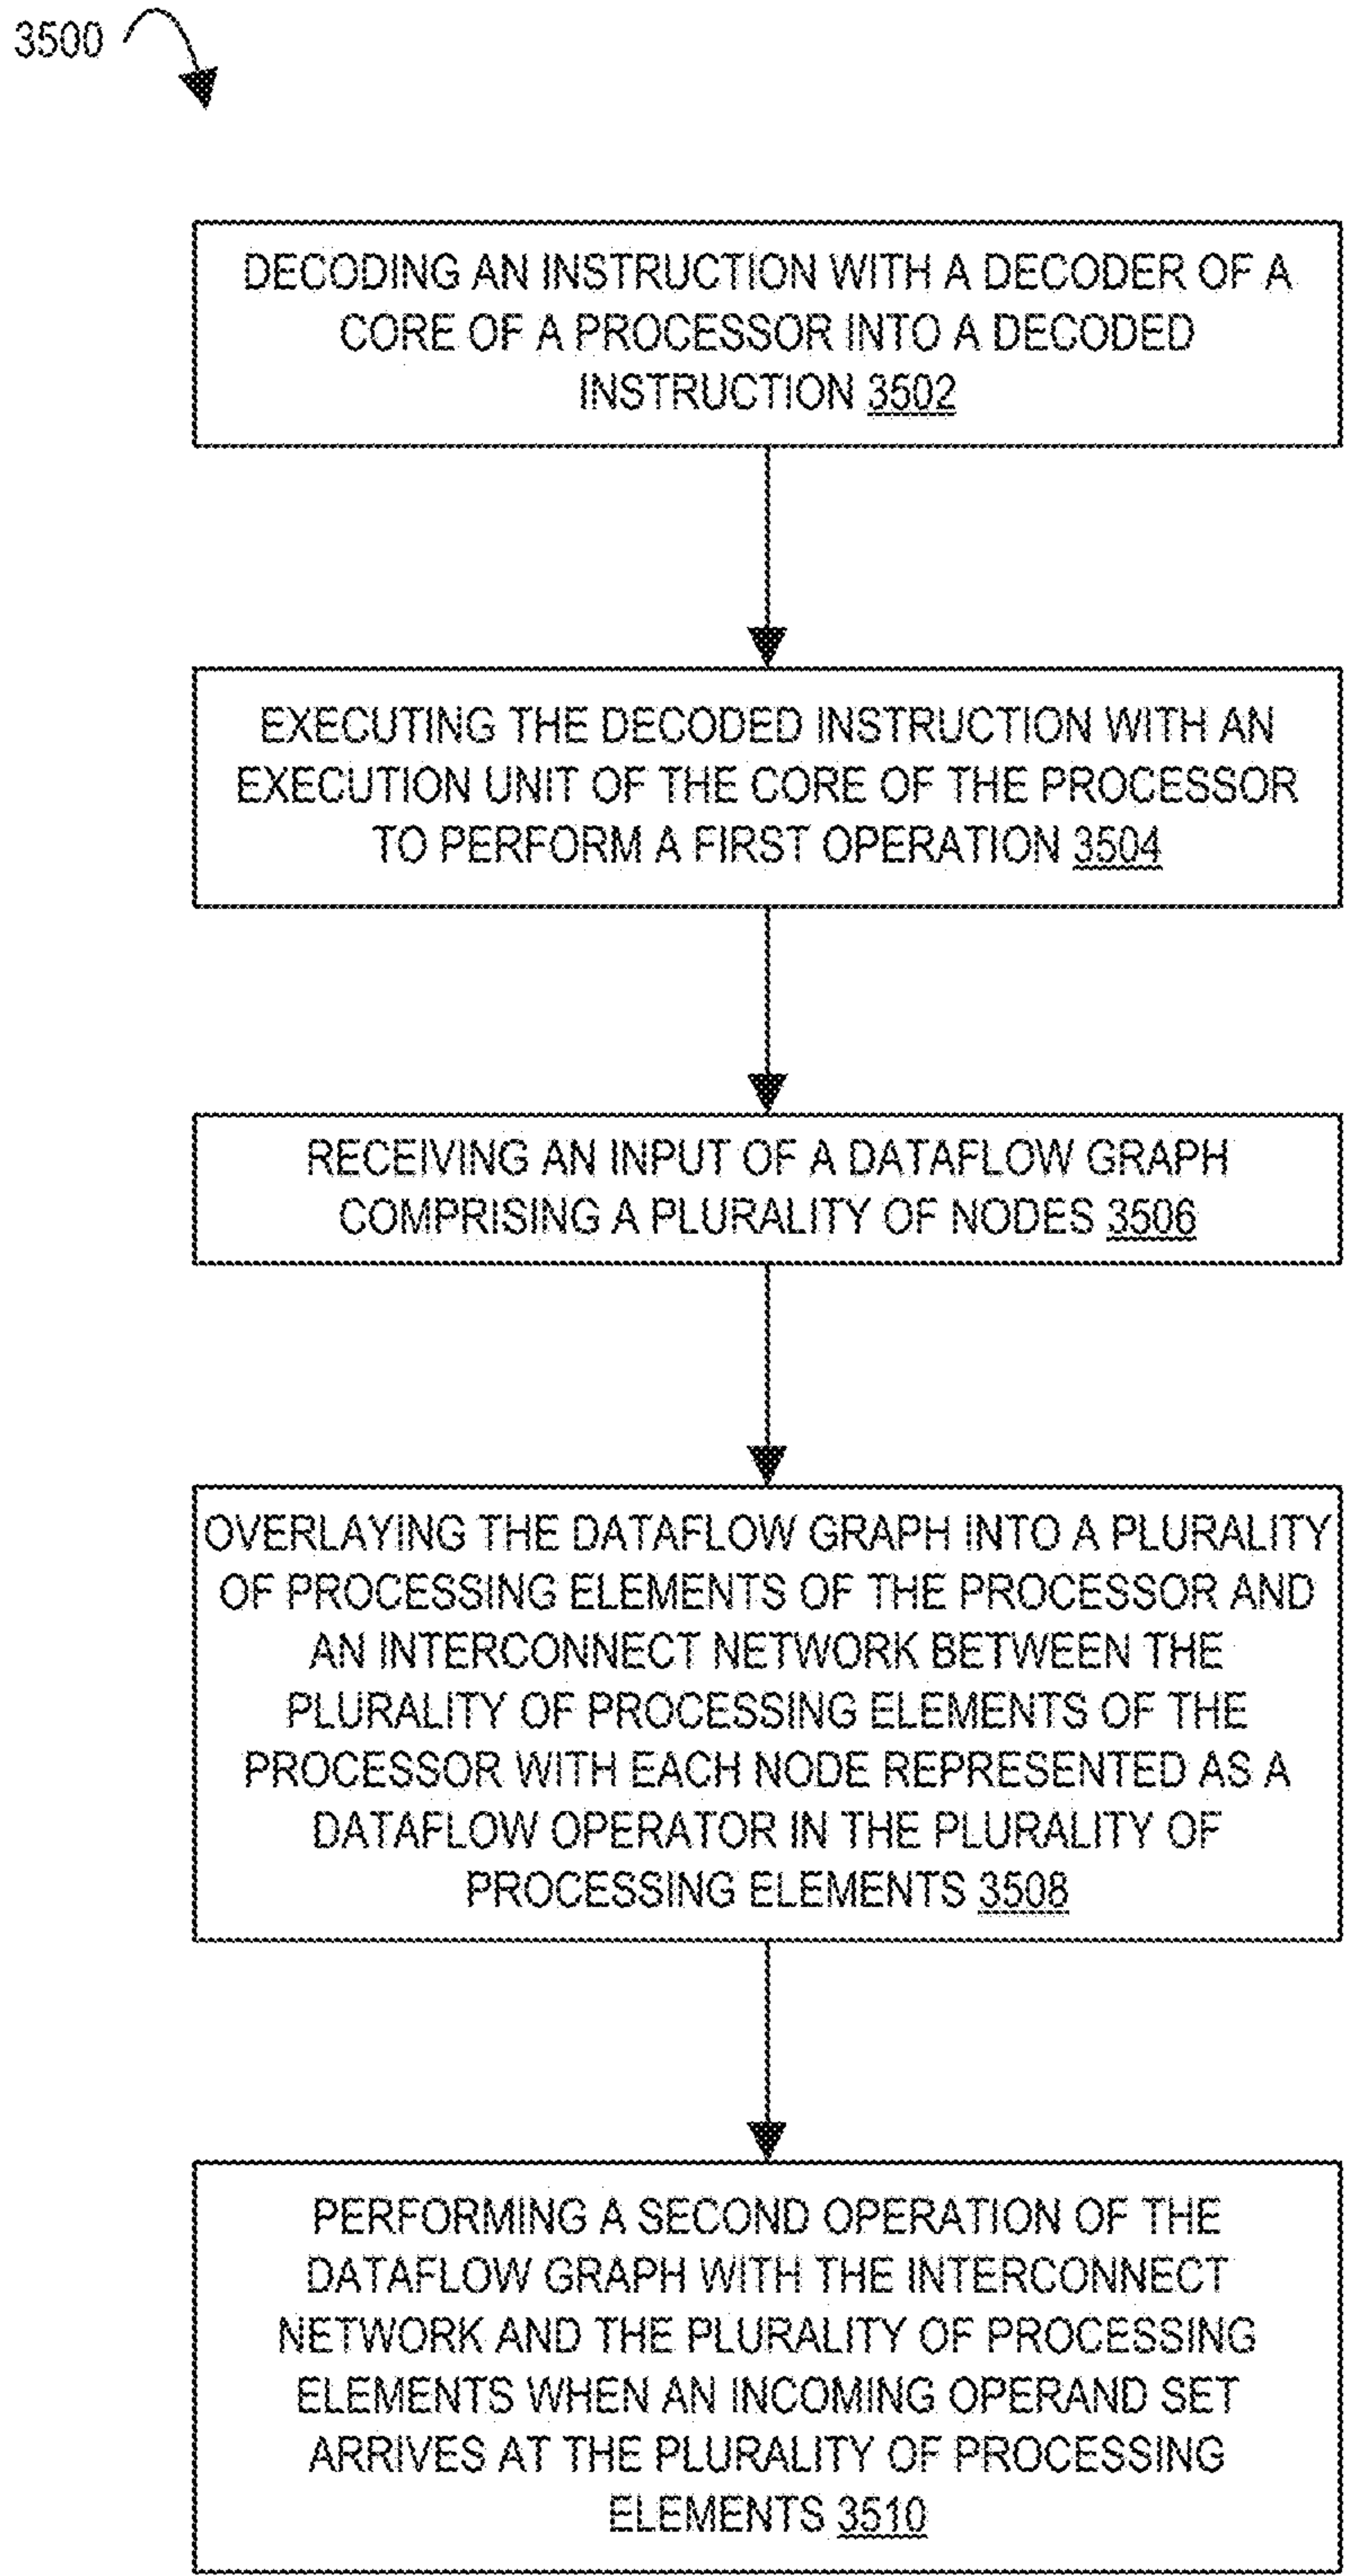 3500
DECODING AN INSTRUCTION WITH A DECODER OF A
CORE OF A PROCESSOR INTO A DECODED
INSTRUCTION 3502
EXECUTING THE DECODED INSTRUCTION WITH AN
EXECUTION UNIT OF THE CORE OF THE PROCESSOR
TO PERFORM A FIRST OPERATION 3504
RECEIVING AN INPUT OF A DATAFLOW GRAPH
COMPRISING A PLURALITY OF NODES 3506
OVERLAYING THE DATAFLOW GRAPH INTO A PLURALITY
OF PROCESSING ELEMENTS OF THE PROCESSOR AND
AN INTERCONNECT NETWORK BETWEEN THE
PLURALITY OF PROCESSING ELEMENTS OF THE
PROCESSOR WITH EACH NODE REPRESENTED AS A
DATAFLOW OPERATOR IN THE PLURALITY OF
PROCESSING ELEMENTS 3508
PERFORMING A SECOND OPERATION OF THE
DATAFLOW GRAPH WITH THE INTERCONNECT
NETWORK AND THE PLURALITY OF PROCESSING
ELEMENTS WHEN AN INCOMING OPERAND SET
ARRIVES AT THE PLURALITY OF PROCESSING
ELEMENTS 3510